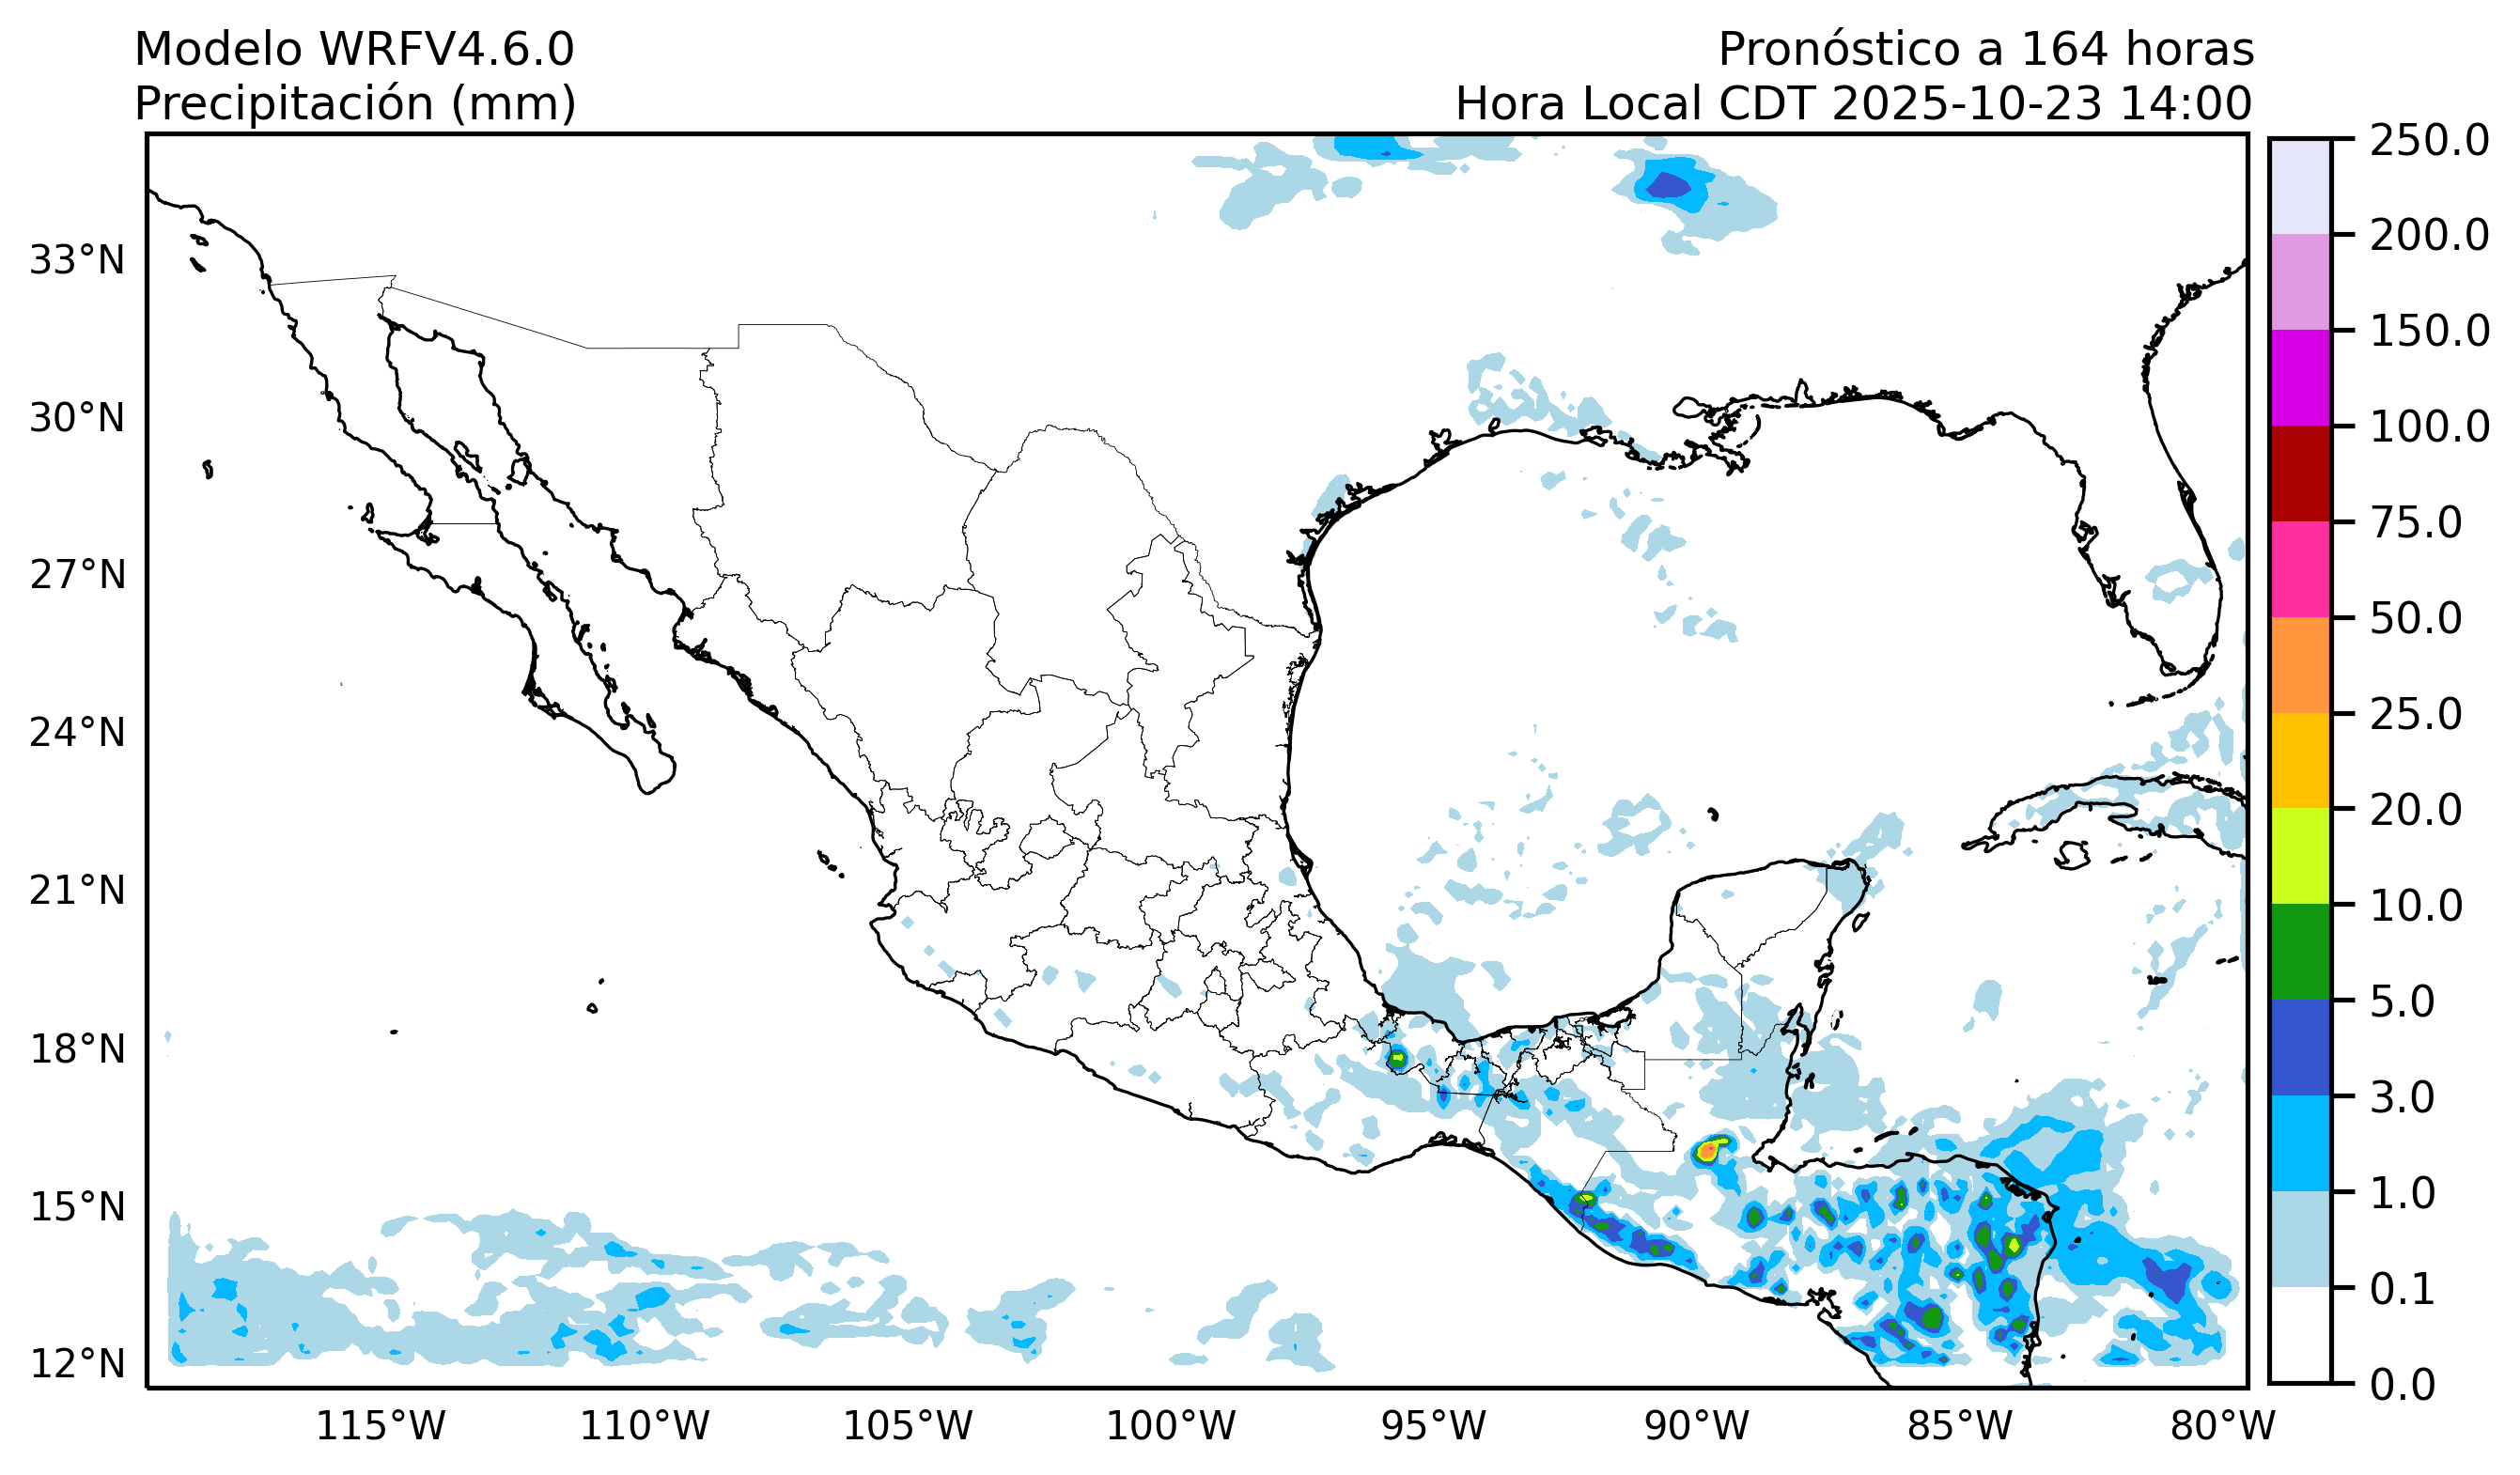 Modelo WRFV4.6.0
Precipitación (mm)
Pronóstico a 164 horas
Hora Local CDT 2025-10-23 14:00
33°N
30°N
27°N
24°N
21°N
18°N
15°N
12°N
115°W
110°W
105°W
100°W
95°W
90°W
85°W
80°W
250.0
200.0
150.0
100.0
75.0
50.0
25.0
20.0
10.0
5.0
3.0
1.0
0.1
0.0